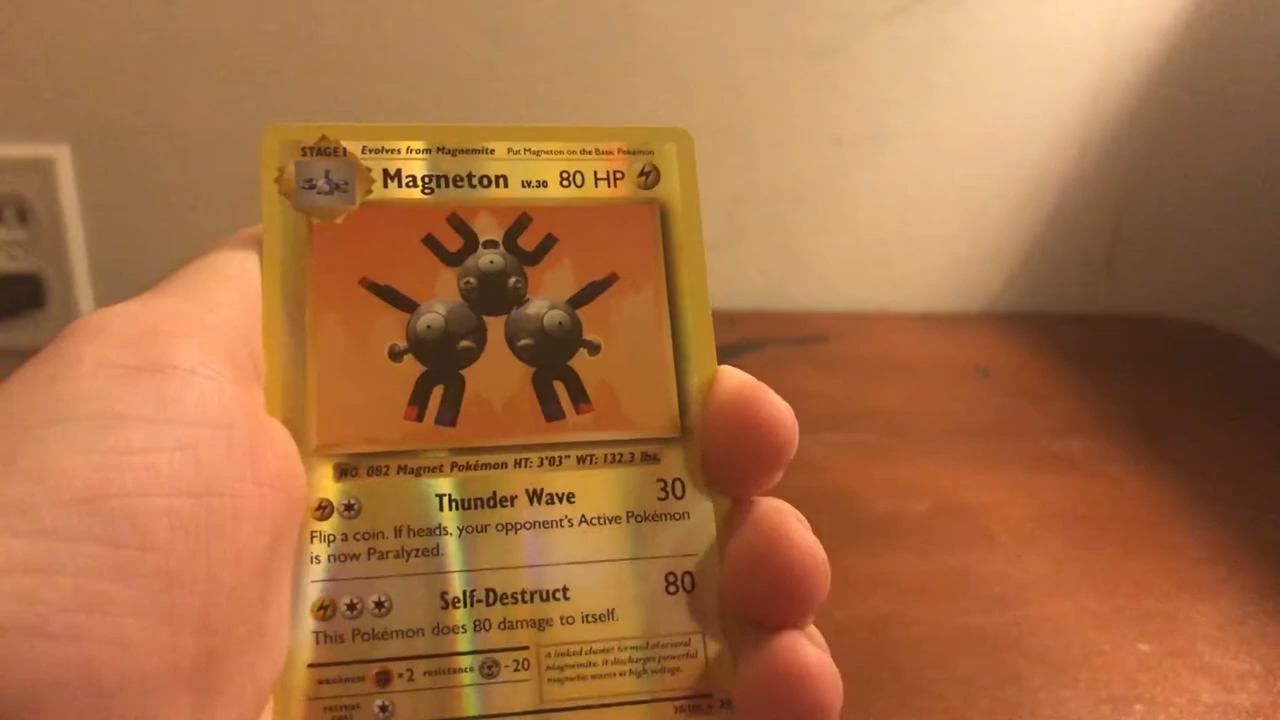 STAGE 1 Evolves from Magnemite Put Magneton on the Basic Pokémon
Magneton LV.30 80 HP
NO. 082 Magnet Pokémon HT: 3'03" WT: 132.3 lbs.
Thunder Wave 30
Flip a coin. If heads, your opponent's Active Pokémon
is now Paralyzed.
Self-Destruct 80
This Pokémon does 80 damage to itself.
weakness ×2 resistance -20
A linked cluster formed of several
Magnemite. It discharges powerful
magnetic waves at high voltage.